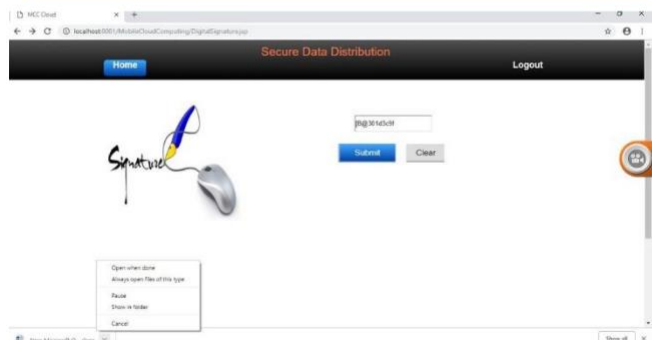 MCC Cloud
localhost:8081/MobileCloudComputing/DigitalSignature.jsp
Secure Data Distribution
Home
Logout
Signature
Submit
Clear
Open when done
Always open files of this type
Pause
Show in folder
Cancel
Show all